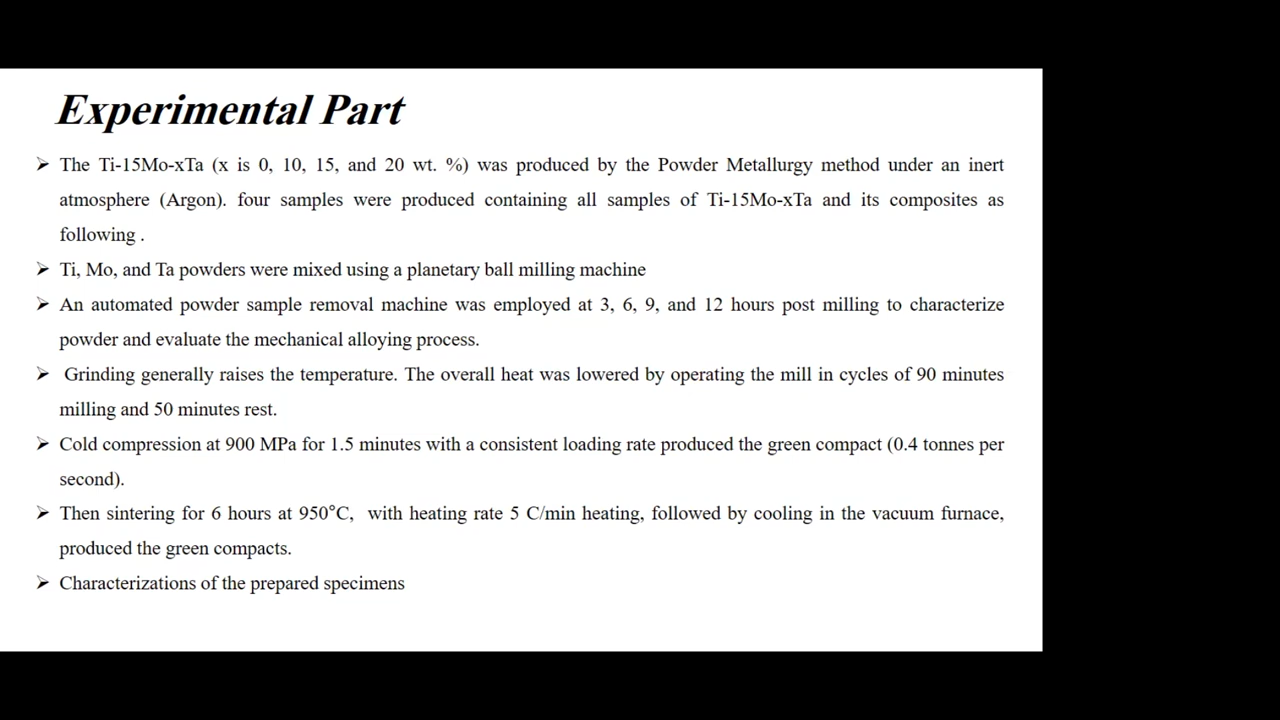 Experimental Part
➢ The Ti-15Mo-xTa (x is 0, 10, 15, and 20 wt. %) was produced by the Powder Metallurgy method under an inert
atmosphere (Argon). four samples were produced containing all samples of Ti-15Mo-xTa and its composites as
following .
➢ Ti, Mo, and Ta powders were mixed using a planetary ball milling machine
➢ An automated powder sample removal machine was employed at 3, 6, 9, and 12 hours post milling to characterize
powder and evaluate the mechanical alloying process.
➢ Grinding generally raises the temperature. The overall heat was lowered by operating the mill in cycles of 90 minutes
milling and 50 minutes rest.
➢ Cold compression at 900 MPa for 1.5 minutes with a consistent loading rate produced the green compact (0.4 tonnes per
second).
➢ Then sintering for 6 hours at 950°C, with heating rate 5 C/min heating, followed by cooling in the vacuum furnace,
produced the green compacts.
➢ Characterizations of the prepared specimens